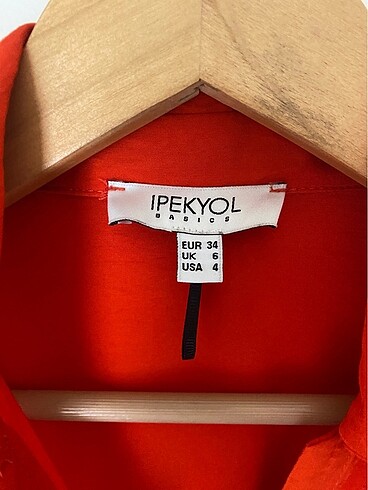 IPEKYOL
BASICS
EUR 34
UK 6
USA 4